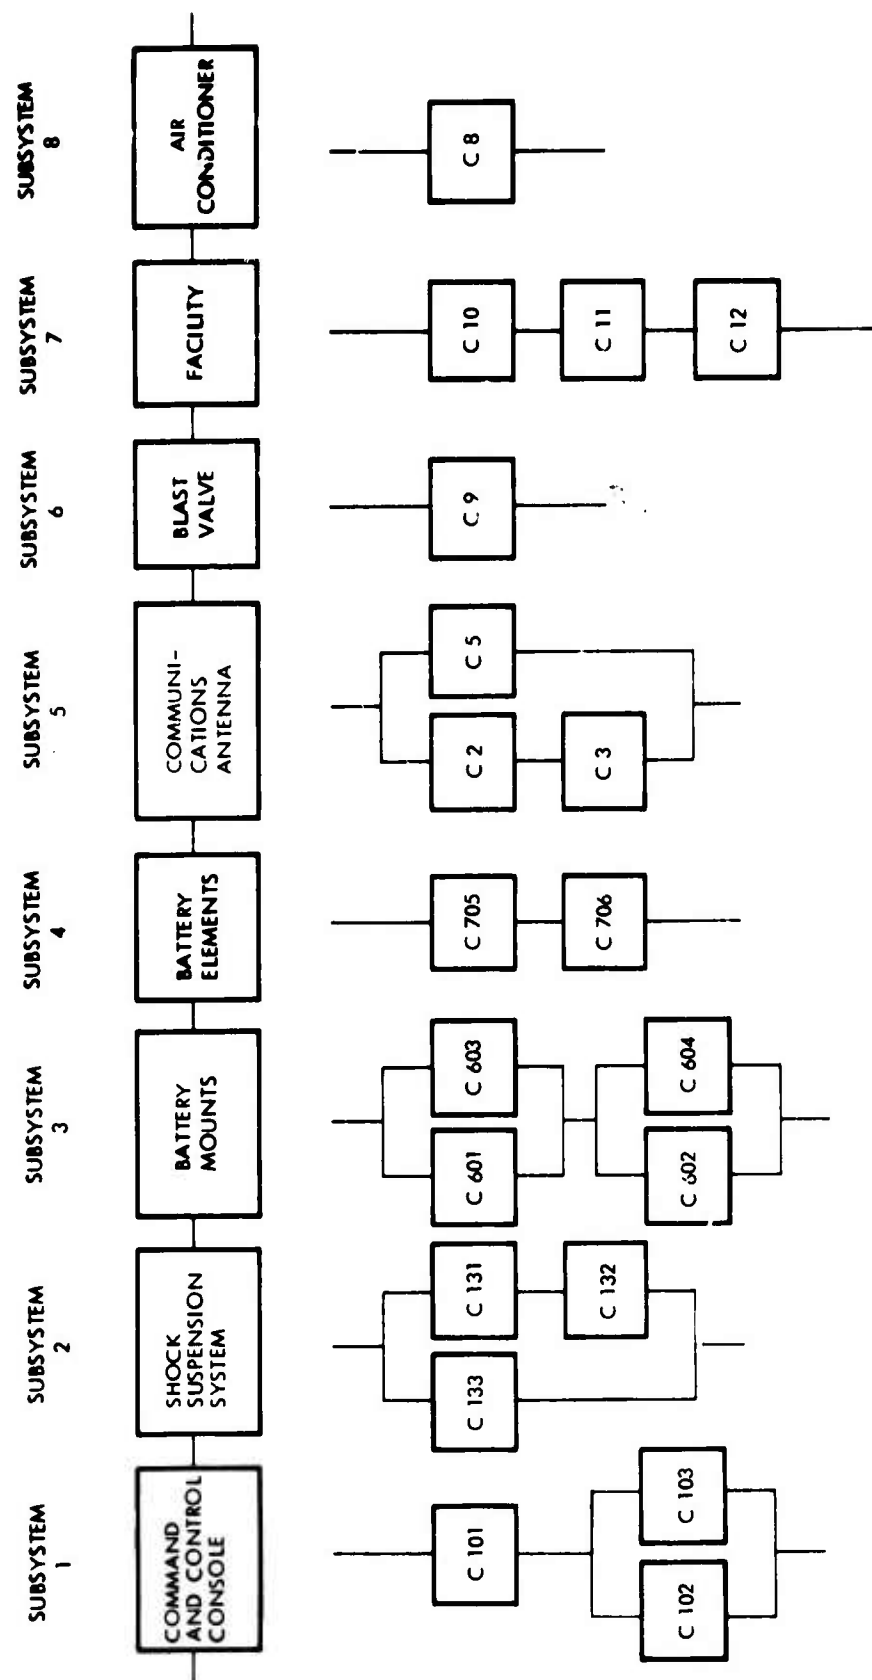 SUBSYSTEM
1
SUBSYSTEM
2
SUBSYSTEM
3
SUBSYSTEM
4
SUBSYSTEM
5
SUBSYSTEM
6
SUBSYSTEM
7
SUBSYSTEM
8
COMMAND
AND CONTROL
CONSOLE
SHOCK
SUSPENSION
SYSTEM
BATTERY
MOUNTS
BATTERY
ELEMENTS
COMMUNI-
CATIONS
ANTENNA
BLAST
VALVE
FACILITY
AIR
CONDITIONER
C 101
C 102
C 103
C 133
C 131
C 132
C 601
C 603
C 602
C 604
C 705
C 706
C 2
C 5
C 3
C 9
C 10
C 11
C 12
C 8